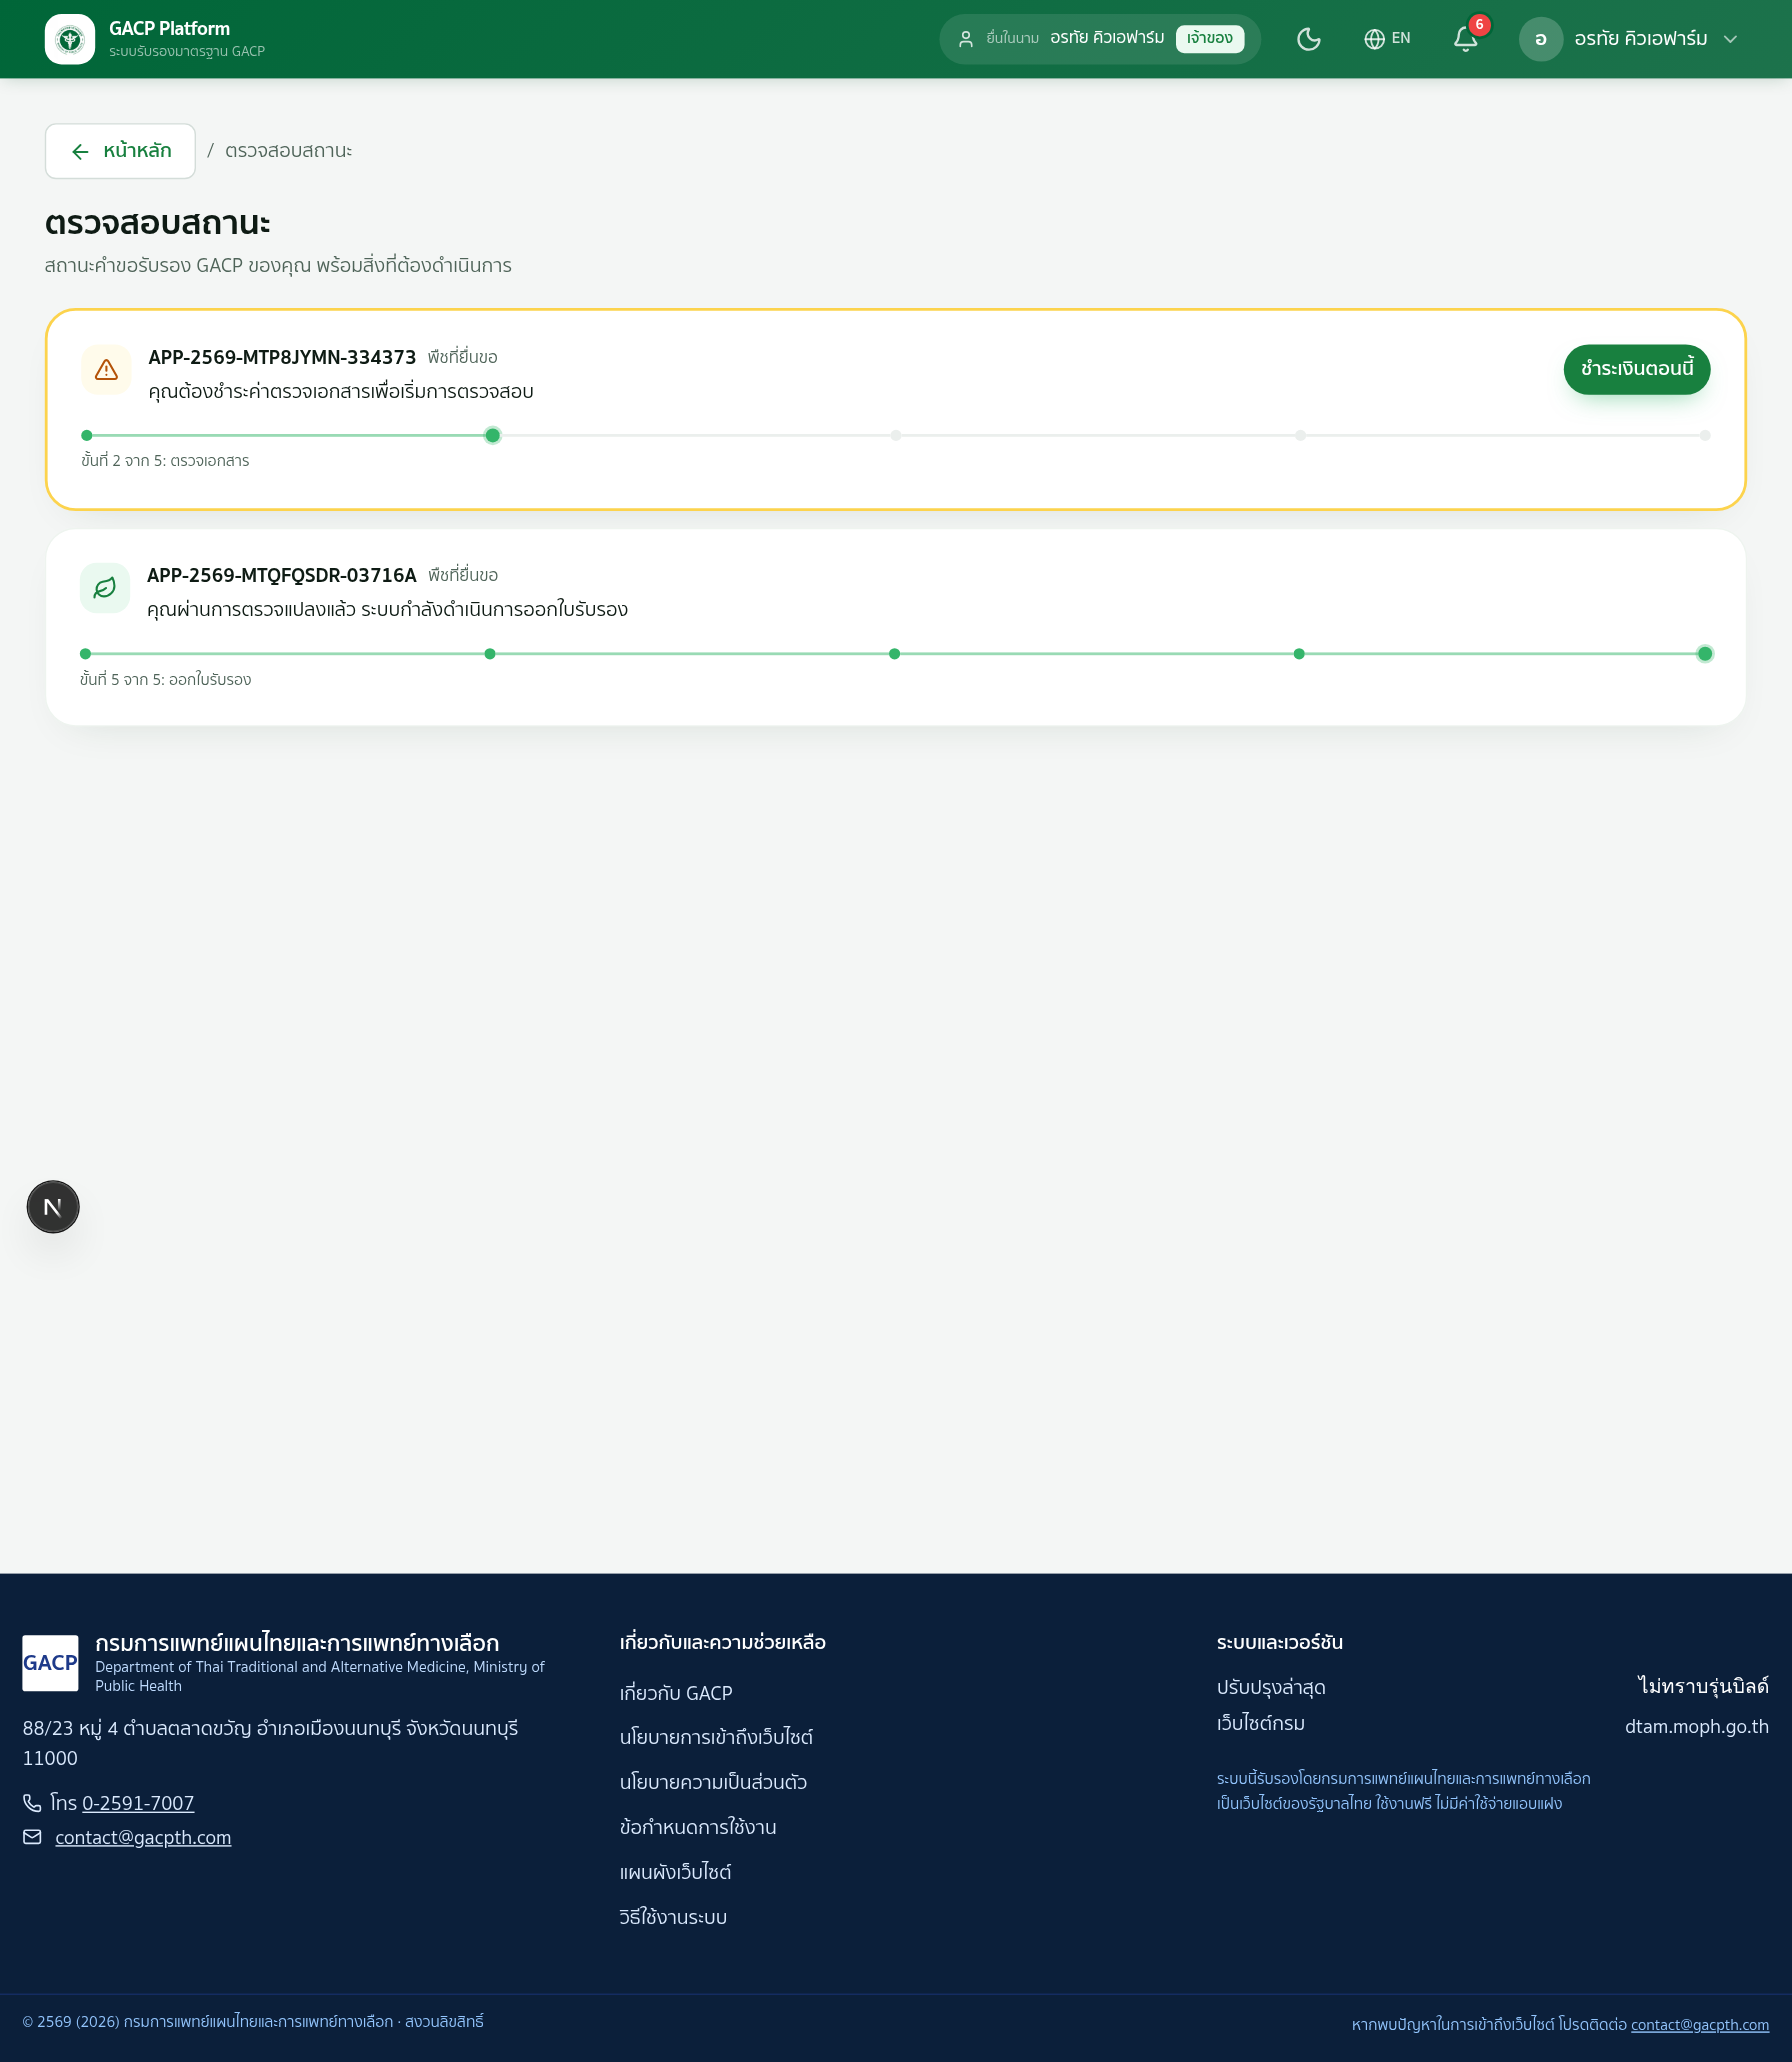 GACP Platform
ระบบรับรองมาตรฐาน GACP
ยื่นในนาม อรทัย คิวเอฟาร์ม เจ้าของ
EN
6
อ อรทัย คิวเอฟาร์ม
หน้าหลัก / ตรวจสอบสถานะ
ตรวจสอบสถานะ
สถานะคำขอรับรอง GACP ของคุณ พร้อมสิ่งที่ต้องดำเนินการ
APP-2569-MTP8JYMN-334373 พืชที่ยื่นขอ
คุณต้องชำระค่าตรวจเอกสารเพื่อเริ่มการตรวจสอบ
ชำระเงินตอนนี้
ขั้นที่ 2 จาก 5: ตรวจเอกสาร
APP-2569-MTQFQSDR-03716A พืชที่ยื่นขอ
คุณผ่านการตรวจแปลงแล้ว ระบบกำลังดำเนินการออกใบรับรอง
ขั้นที่ 5 จาก 5: ออกใบรับรอง
N
GACP
กรมการแพทย์แผนไทยและการแพทย์ทางเลือก
Department of Thai Traditional and Alternative Medicine, Ministry of
Public Health
88/23 หมู่ 4 ตำบลตลาดขวัญ อำเภอเมืองนนทบุรี จังหวัดนนทบุรี
11000
โทร 0-2591-7007
contact@gacpth.com
เกี่ยวกับและความช่วยเหลือ
เกี่ยวกับ GACP
นโยบายการเข้าถึงเว็บไซต์
นโยบายความเป็นส่วนตัว
ข้อกำหนดการใช้งาน
แผนผังเว็บไซต์
วิธีใช้งานระบบ
ระบบและเวอร์ชัน
ปรับปรุงล่าสุด ไม่ทราบรุ่นบิลด์
เว็บไซต์กรม dtam.moph.go.th
ระบบนี้รับรองโดยกรมการแพทย์แผนไทยและการแพทย์ทางเลือก
เป็นเว็บไซต์ของรัฐบาลไทย ใช้งานฟรี ไม่มีค่าใช้จ่ายแอบแฝง
© 2569 (2026) กรมการแพทย์แผนไทยและการแพทย์ทางเลือก · สงวนลิขสิทธิ์
หากพบปัญหาในการเข้าถึงเว็บไซต์ โปรดติดต่อ contact@gacpth.com